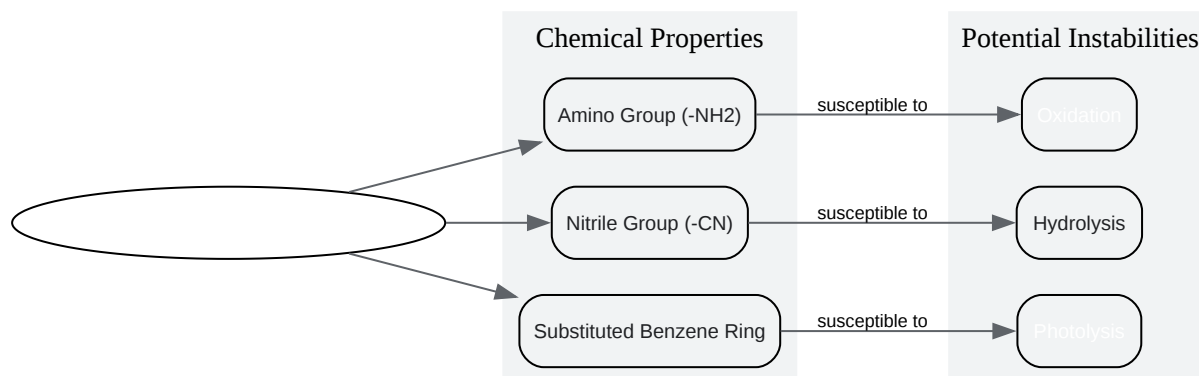 Chemical Properties
Potential Instabilities
Amino Group (-NH2)
susceptible to
Oxidation
Nitrile Group (-CN)
susceptible to
Hydrolysis
Substituted Benzene Ring
susceptible to
Photolysis